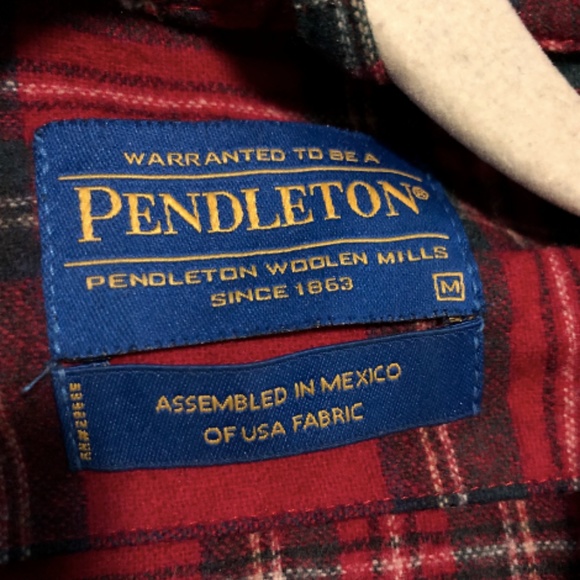 WARRANTED TO BE A
PENDLETON®
PENDLETON WOOLEN MILLS
SINCE 1863
M
ASSEMBLED IN MEXICO
OF USA FABRIC